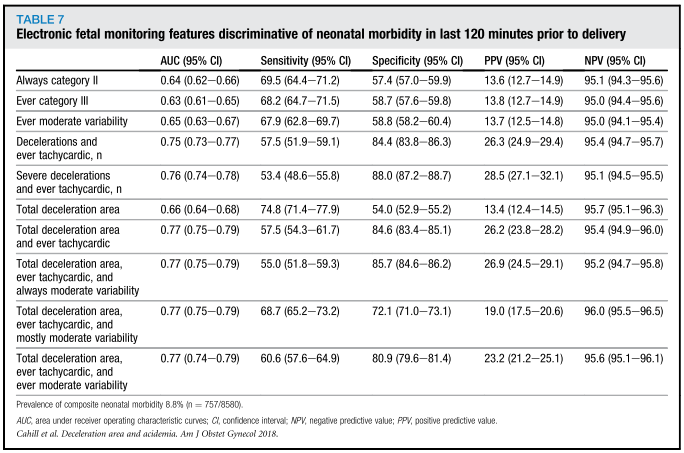 TABLE 7
Electronic fetal monitoring features discriminative of neonatal morbidity in last 120 minutes prior to delivery
AUC (95% CI) Sensitivity (95% CI) Specificity (95% CI) PPV (95% CI) NPV (95% CI)
Always category II 0.64 (0.62–0.66) 69.5 (64.4–71.2) 57.4 (57.0–59.9) 13.6 (12.7–14.9) 95.1 (94.3–95.6)
Ever category III 0.63 (0.61–0.65) 68.2 (64.7–71.5) 58.7 (57.6–59.8) 13.8 (12.7–14.9) 95.0 (94.4–95.6)
Ever moderate variability 0.65 (0.63–0.67) 67.9 (62.8–69.7) 58.8 (58.2–60.4) 13.7 (12.5–14.8) 95.0 (94.1–95.4)
Decelerations and 0.75 (0.73–0.77) 57.5 (51.9–59.1) 84.4 (83.8–86.3) 26.3 (24.9–29.4) 95.4 (94.7–95.7)
ever tachycardic, n
Severe decelerations 0.76 (0.74–0.78) 53.4 (48.6–55.8) 88.0 (87.2–88.7) 28.5 (27.1–32.1) 95.1 (94.5–95.5)
and ever tachycardic, n
Total deceleration area 0.66 (0.64–0.68) 74.8 (71.4–77.9) 54.0 (52.9–55.2) 13.4 (12.4–14.5) 95.7 (95.1–96.3)
Total deceleration area 0.77 (0.75–0.79) 57.5 (54.3–61.7) 84.6 (83.4–85.1) 26.2 (23.8–28.2) 95.4 (94.9–96.0)
and ever tachycardic
Total deceleration area, 0.77 (0.75–0.79) 55.0 (51.8–59.3) 85.7 (84.6–86.2) 26.9 (24.5–29.1) 95.2 (94.7–95.8)
ever tachycardic, and
always moderate variability
Total deceleration area, 0.77 (0.75–0.79) 68.7 (65.2–73.2) 72.1 (71.0–73.1) 19.0 (17.5–20.6) 96.0 (95.5–96.5)
ever tachycardic, and
mostly moderate variability
Total deceleration area, 0.77 (0.74–0.79) 60.6 (57.6–64.9) 80.9 (79.6–81.4) 23.2 (21.2–25.1) 95.6 (95.1–96.1)
ever tachycardic, and
ever moderate variability
Prevalence of composite neonatal morbidity 8.8% (n = 757/8580).
AUC, area under receiver operating characteristic curves; CI, confidence interval; NPV, negative predictive value; PPV, positive predictive value.
Cahill et al. Deceleration area and acidemia. Am J Obstet Gynecol 2018.